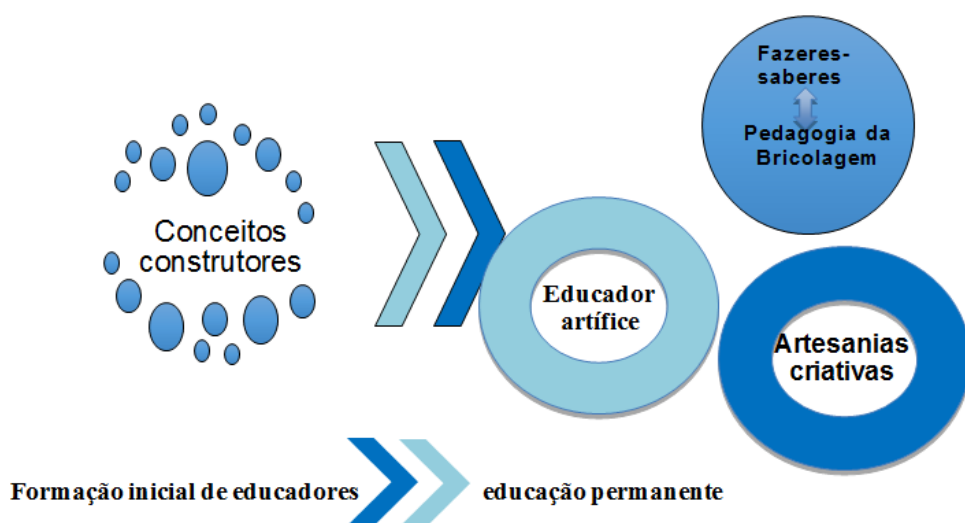 Fazeres-
saberes
Pedagogia da
Bricolagem
Conceitos
construtores
Educador
artífice
Artesanias
criativas
Formação inicial de educadores
educação permanente